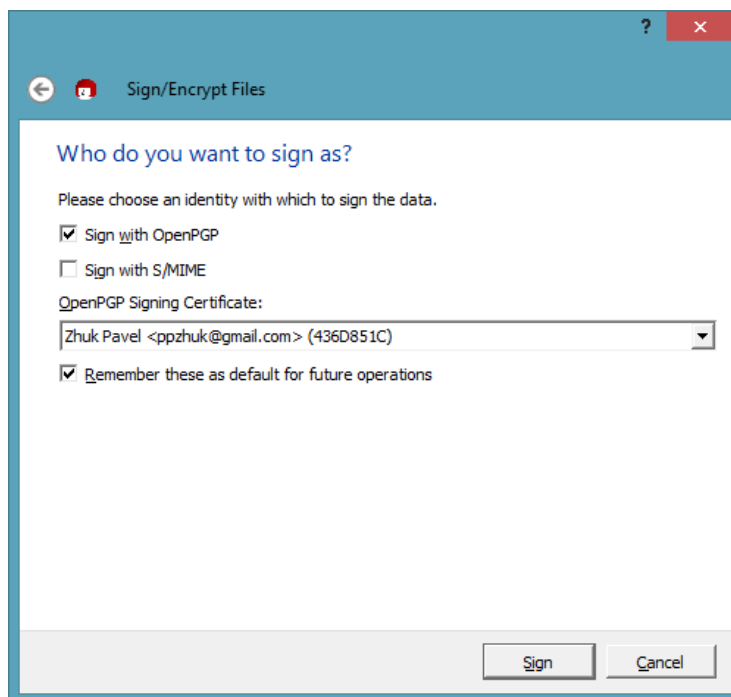 ?
Sign/Encrypt Files
Who do you want to sign as?
Please choose an identity with which to sign the data.
Sign with OpenPGP
Sign with S/MIME
OpenPGP Signing Certificate:
Zhuk Pavel <ppzhuk@gmail.com> (436D851C)
Remember these as default for future operations
Sign Cancel